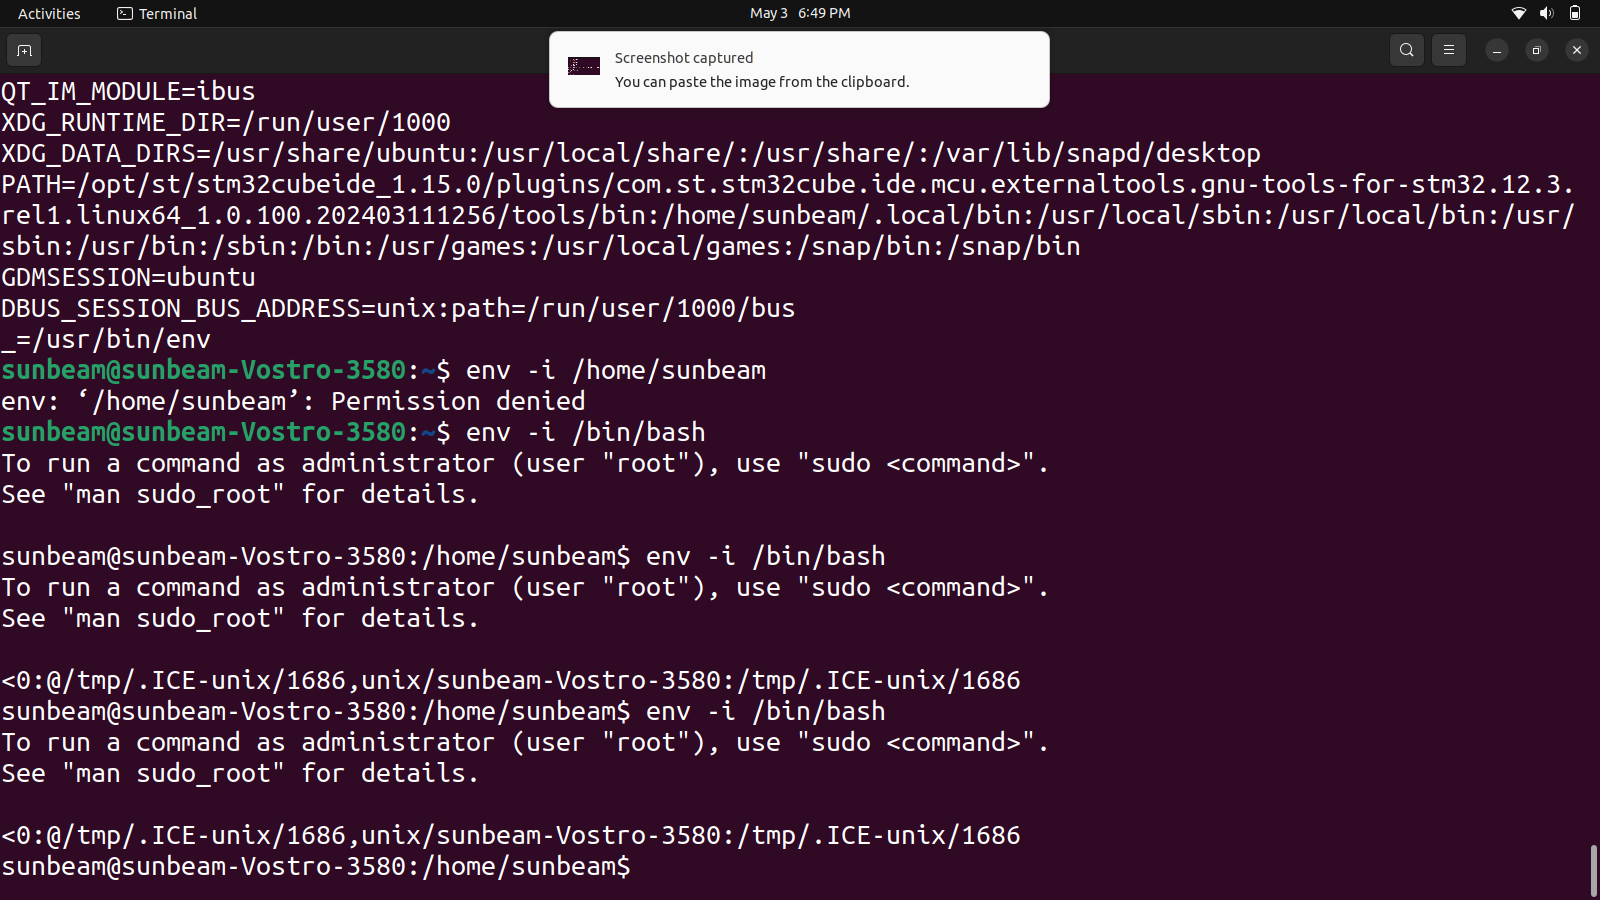 Activities
Terminal
May 3 6:49 PM
Screenshot captured
You can paste the image from the clipboard.
QT_IM_MODULE=ibus
XDG_RUNTIME_DIR=/run/user/1000
XDG_DATA_DIRS=/usr/share/ubuntu:/usr/local/share/:/usr/share/:/var/lib/snapd/desktop
PATH=/opt/st/stm32cubeide_1.15.0/plugins/com.st.stm32cube.ide.mcu.externaltools.gnu-tools-for-stm32.12.3.
rel1.linux64_1.0.100.202403111256/tools/bin:/home/sunbeam/.local/bin:/usr/local/sbin:/usr/local/bin:/usr/
sbin:/usr/bin:/sbin:/bin:/usr/games:/usr/local/games:/snap/bin:/snap/bin
GDMSESSION=ubuntu
DBUS_SESSION_BUS_ADDRESS=unix:path=/run/user/1000/bus
_=/usr/bin/env
sunbeam@sunbeam-Vostro-3580:~$ env -i /home/sunbeam
env: ‘/home/sunbeam’: Permission denied
sunbeam@sunbeam-Vostro-3580:~$ env -i /bin/bash
To run a command as administrator (user "root"), use "sudo <command>".
See "man sudo_root" for details.
sunbeam@sunbeam-Vostro-3580:/home/sunbeam$ env -i /bin/bash
To run a command as administrator (user "root"), use "sudo <command>".
See "man sudo_root" for details.
<0:@/tmp/.ICE-unix/1686,unix/sunbeam-Vostro-3580:/tmp/.ICE-unix/1686
sunbeam@sunbeam-Vostro-3580:/home/sunbeam$ env -i /bin/bash
To run a command as administrator (user "root"), use "sudo <command>".
See "man sudo_root" for details.
<0:@/tmp/.ICE-unix/1686,unix/sunbeam-Vostro-3580:/tmp/.ICE-unix/1686
sunbeam@sunbeam-Vostro-3580:/home/sunbeam$